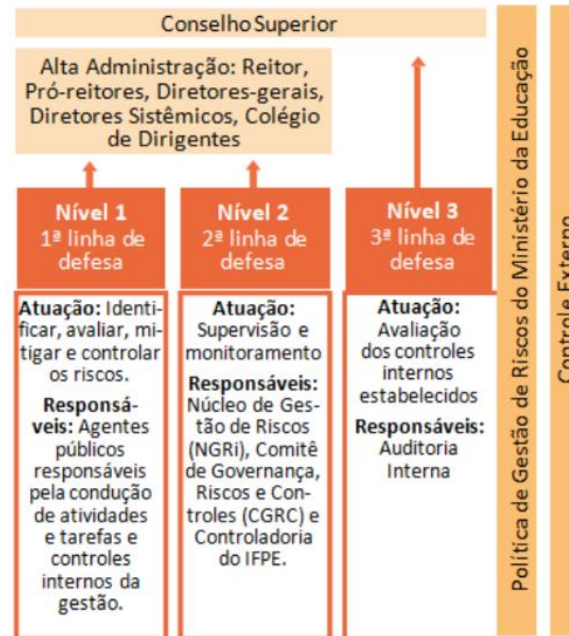 Conselho Superior
Alta Administração: Reitor,
Pró-reitores, Diretores-gerais,
Diretores Sistêmicos, Colégio
de Dirigentes
Nível 1
1ª linha de
defesa
Atuação: Identi-
ficar, avaliar, mi-
tigar e controlar
os riscos.
Responsá-
veis: Agentes
públicos
responsáveis
pela condução
de atividades
e tarefas e
controles
internos da
gestão.
Nível 2
2ª linha de
defesa
Atuação:
Supervisão e
monitoramento
Responsáveis:
Núcleo de Ges-
tão de Riscos
(NGRi), Comitê
de Governança,
Riscos e Con-
troles (CGRC) e
Controladoria
do IFPE.
Nível 3
3ª linha de
defesa
Atuação:
Avaliação
dos controles
internos
estabelecidos
Responsáveis:
Auditoria
Interna
Política de Gestão de Riscos do Ministério da Educação
Controle Externo